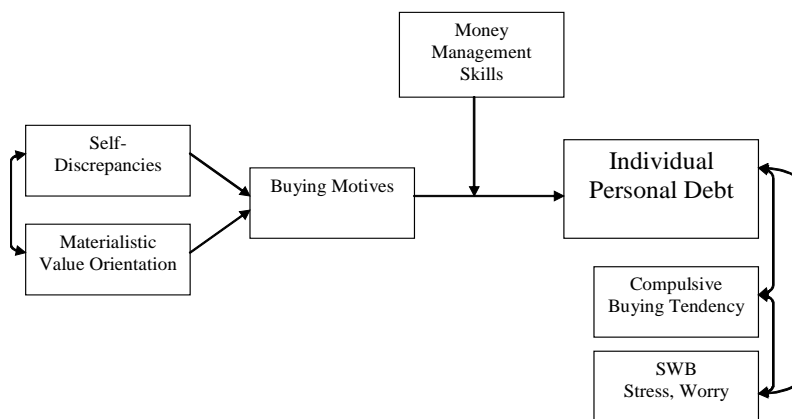 Money
Management
Skills
Self-
Discrepancies
Buying Motives
Individual
Personal Debt
Materialistic
Value Orientation
Compulsive
Buying Tendency
SWB
Stress, Worry